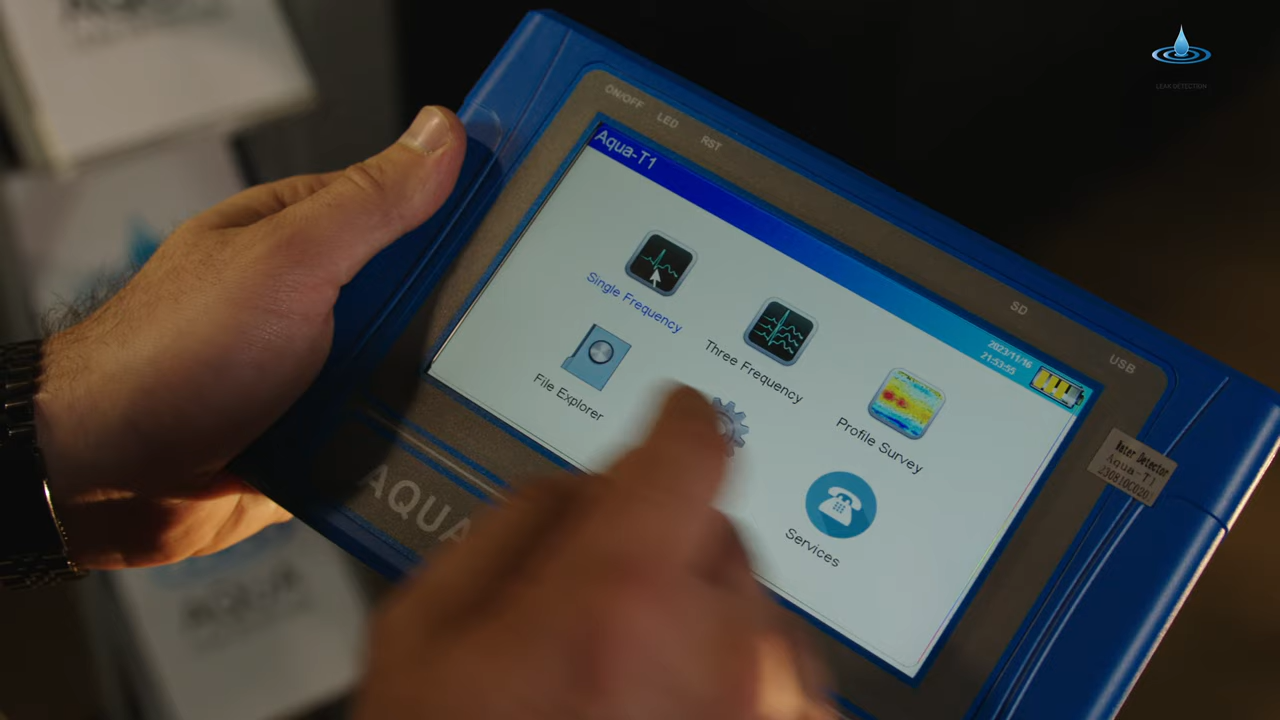 LEAK DETECTION
ON/OFF
LED
RST
SD
USB
Aqua-T1
2023/11/16
21:53:55
Single Frequency
Three Frequency
Profile Survey
File Explorer
Services
Water Detector
Aqua-T1
230810C020
AQUA